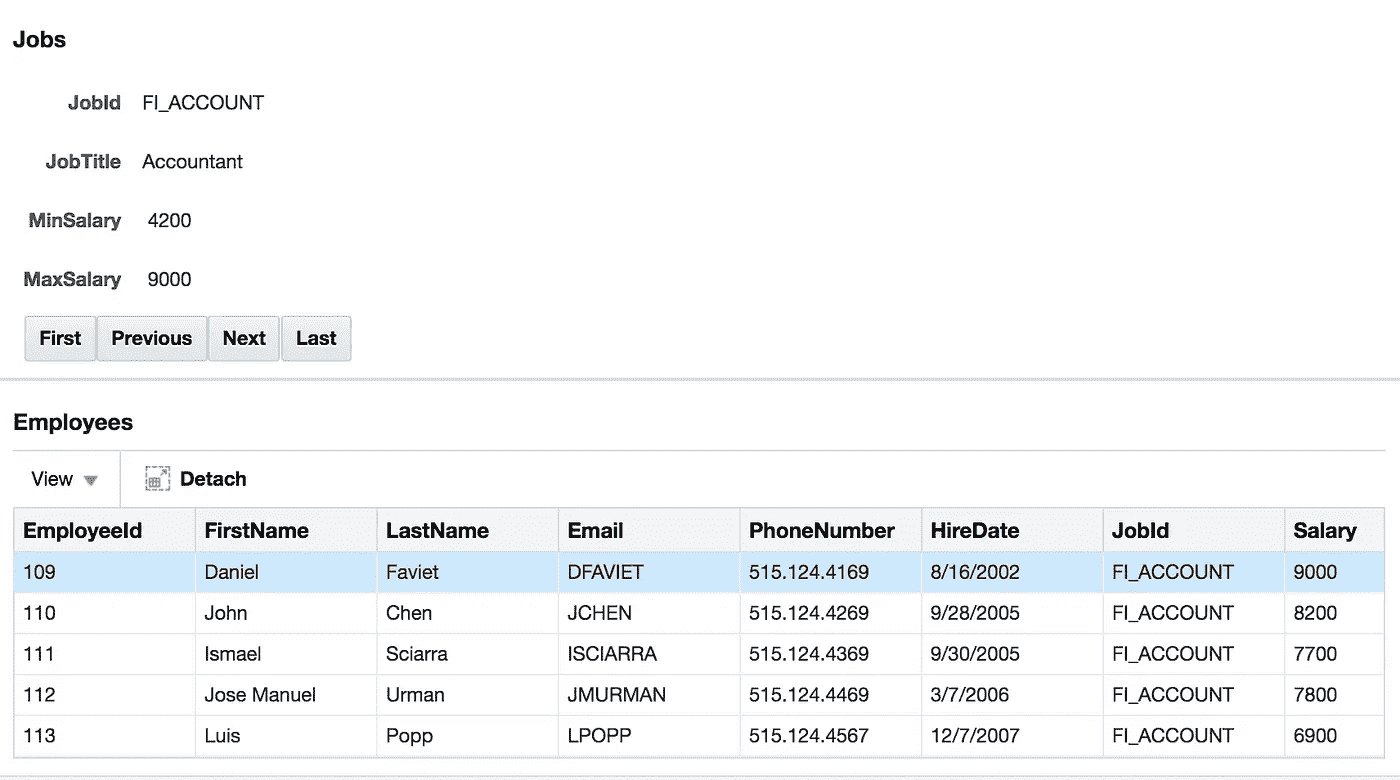 Jobs
JobId FI_ACCOUNT
JobTitle Accountant
MinSalary 4200
MaxSalary 9000
First Previous Next Last
Employees
View Detach
EmployeeId FirstName LastName Email PhoneNumber HireDate JobId Salary
109 Daniel Faviet DFAVIET 515.124.4169 8/16/2002 FI_ACCOUNT 9000
110 John Chen JCHEN 515.124.4269 9/28/2005 FI_ACCOUNT 8200
111 Ismael Sciarra ISCIARRA 515.124.4369 9/30/2005 FI_ACCOUNT 7700
112 Jose Manuel Urman JMURMAN 515.124.4469 3/7/2006 FI_ACCOUNT 7800
113 Luis Popp LPOPP 515.124.4567 12/7/2007 FI_ACCOUNT 6900